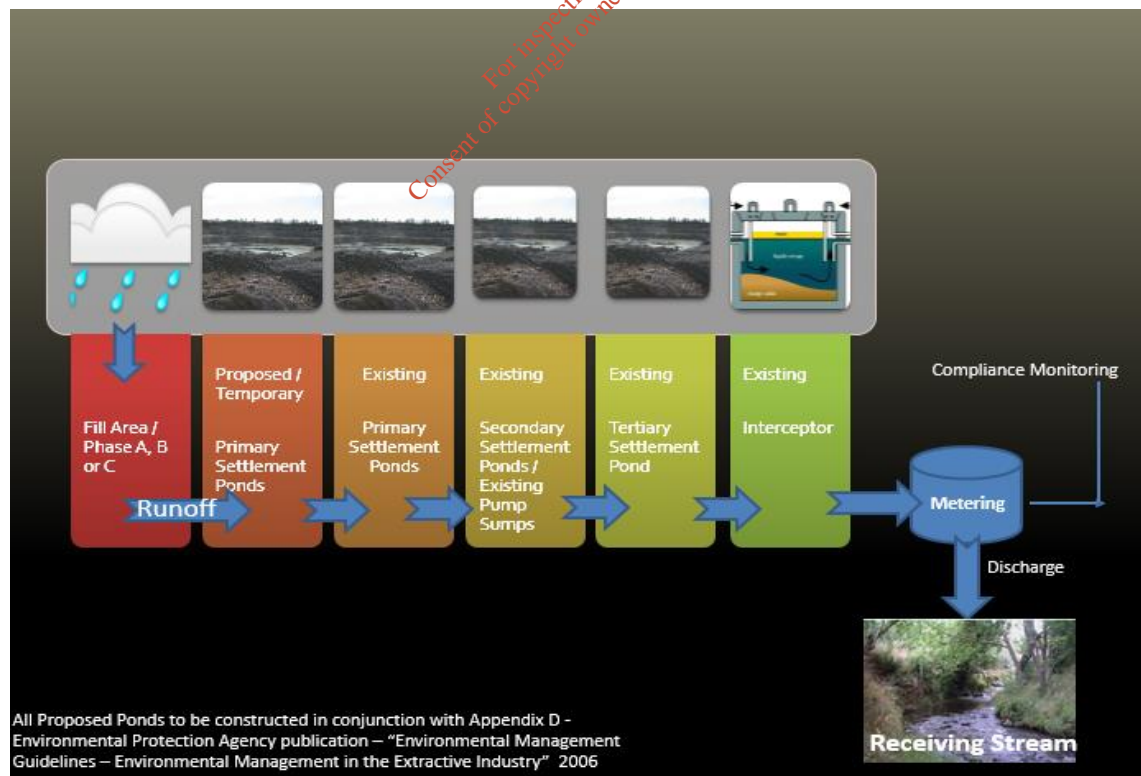 For inspecti
Consent of copyright owne
Proposed /
Temporary
Primary
Settlement
Ponds
Existing
Primary
Settlement
Ponds
Existing
Secondary
Settlement
Ponds /
Existing
Pump
Sumps
Existing
Tertiary
Settlement
Pond
Existing
Interceptor
Fill Area /
Phase A, B
or C
Runoff
Compliance Monitoring
Metering
Discharge
Receiving Stream
All Proposed Ponds to be constructed in conjunction with Appendix D -
Environmental Protection Agency publication – "Environmental Management
Guidelines – Environmental Management in the Extractive Industry" 2006